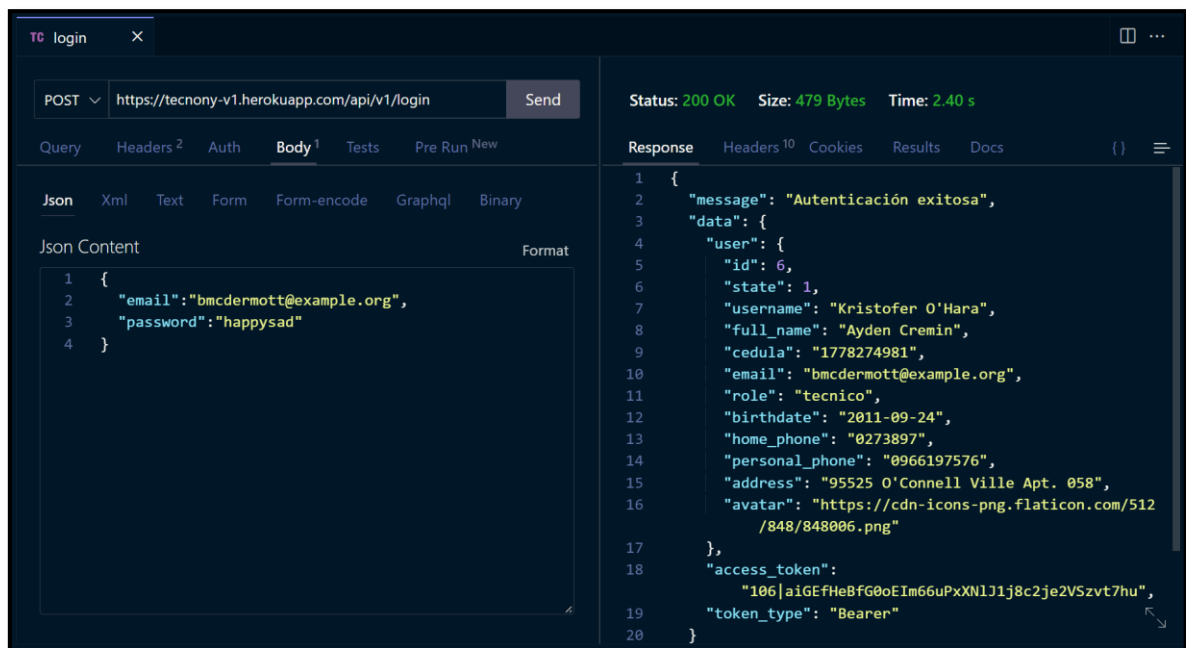 TC login ×
POST https://tecnony-v1.herokuapp.com/api/v1/login Send
Query Headers 2 Auth Body 1 Tests Pre Run New
Json Xml Text Form Form-encode Graphql Binary
Json Content
Format
1 {
2 "email":"bmcdermott@example.org",
3 "password":"happysad"
4 }
Status: 200 OK Size: 479 Bytes Time: 2.40 s
Response Headers 10 Cookies Results Docs {}
1 {
2 "message": "Autenticación exitosa",
3 "data": {
4 "user": {
5 "id": 6,
6 "state": 1,
7 "username": "Kristofer O'Hara",
8 "full_name": "Ayden Cremin",
9 "cedula": "1778274981",
10 "email": "bmcdermott@example.org",
11 "role": "tecnico",
12 "birthdate": "2011-09-24",
13 "home_phone": "0273897",
14 "personal_phone": "0966197576",
15 "address": "95525 O'Connell Ville Apt. 058",
16 "avatar": "https://cdn-icons-png.flaticon.com/512
/848/848006.png"
17 },
18 "access_token":
"106|aiGEfHeBfG0oEIm66uPxXNlJ1j8c2je2VSzvt7hu",
19 "token_type": "Bearer"
20 }